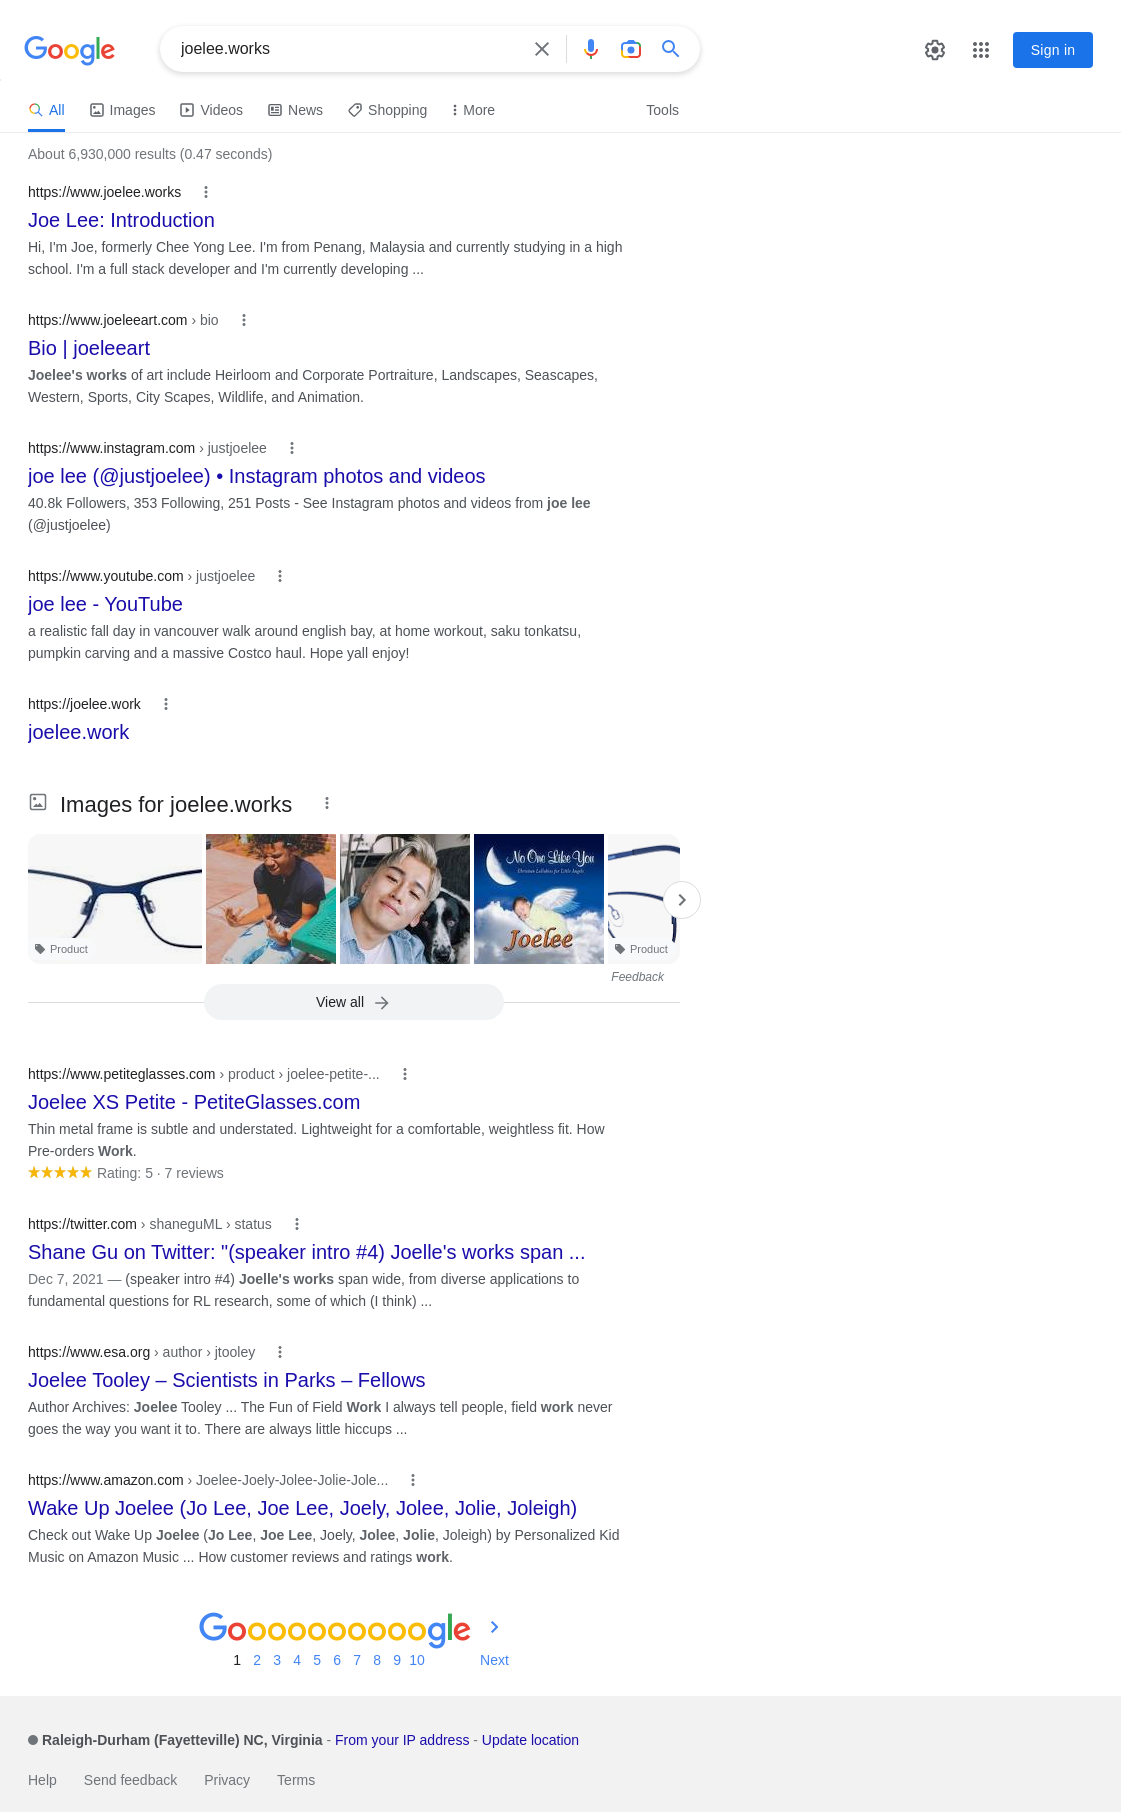 Google
joelee.works
Sign in
All Images Videos News Shopping More Tools
About 6,930,000 results (0.47 seconds)
https://www.joelee.works
Joe Lee: Introduction
Hi, I'm Joe, formerly Chee Yong Lee. I'm from Penang, Malaysia and currently studying in a high
school. I'm a full stack developer and I'm currently developing ...
https://www.joeleeart.com › bio
Bio | joeleeart
Joelee's works of art include Heirloom and Corporate Portraiture, Landscapes, Seascapes,
Western, Sports, City Scapes, Wildlife, and Animation.
https://www.instagram.com › justjoelee
joe lee (@justjoelee) • Instagram photos and videos
40.8k Followers, 353 Following, 251 Posts - See Instagram photos and videos from joe lee
(@justjoelee)
https://www.youtube.com › justjoelee
joe lee - YouTube
a realistic fall day in vancouver walk around english bay, at home workout, saku tonkatsu,
pumpkin carving and a massive Costco haul. Hope yall enjoy!
https://joelee.work
joelee.work
Images for joelee.works
Product
No One Like You
Christian Lullabies for Little Angels
Joelee
Product
Feedback
View all
https://www.petiteglasses.com › product › joelee-petite-...
Joelee XS Petite - PetiteGlasses.com
Thin metal frame is subtle and understated. Lightweight for a comfortable, weightless fit. How
Pre-orders Work.
Rating: 5 · 7 reviews
https://twitter.com › shaneguML › status
Shane Gu on Twitter: "(speaker intro #4) Joelle's works span ...
Dec 7, 2021 — (speaker intro #4) Joelle's works span wide, from diverse applications to
fundamental questions for RL research, some of which (I think) ...
https://www.esa.org › author › jtooley
Joelee Tooley – Scientists in Parks – Fellows
Author Archives: Joelee Tooley ... The Fun of Field Work I always tell people, field work never
goes the way you want it to. There are always little hiccups ...
https://www.amazon.com › Joelee-Joely-Jolee-Jolie-Jole...
Wake Up Joelee (Jo Lee, Joe Lee, Joely, Jolee, Jolie, Joleigh)
Check out Wake Up Joelee (Jo Lee, Joe Lee, Joely, Jolee, Jolie, Joleigh) by Personalized Kid
Music on Amazon Music ... How customer reviews and ratings work.
Goooooooooogle
1 2 3 4 5 6 7 8 9 10 Next
Raleigh-Durham (Fayetteville) NC, Virginia - From your IP address - Update location
Help Send feedback Privacy Terms